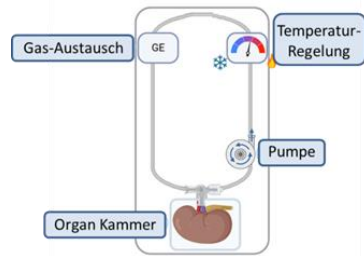 Gas-Austausch
GE
Temperatur-
Regelung
Pumpe
Organ Kammer